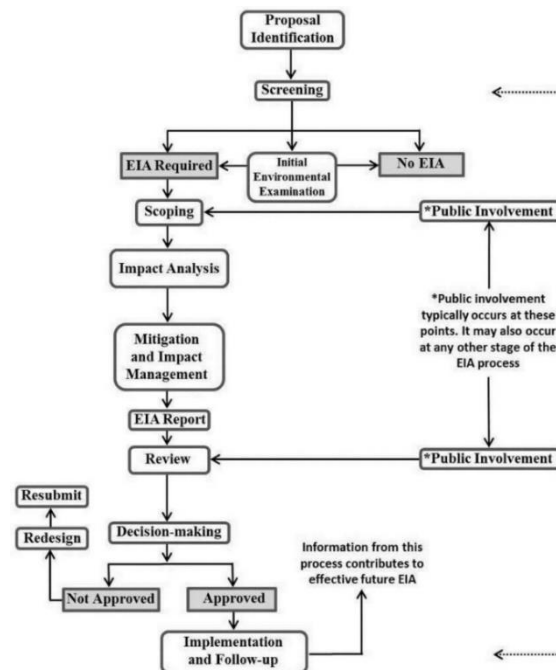 Proposal
Identification
Screening
EIA Required
Initial
Environmental
Examination
No EIA
Scoping
*Public Involvement
Impact Analysis
*Public involvement
typically occurs at these
points. It may also occur
at any other stage of the
EIA process
Mitigation
and Impact
Management
EIA Report
Review
*Public Involvement
Resubmit
Redesign
Decision-making
Information from this
process contributes to
effective future EIA
Not Approved
Approved
Implementation
and Follow-up